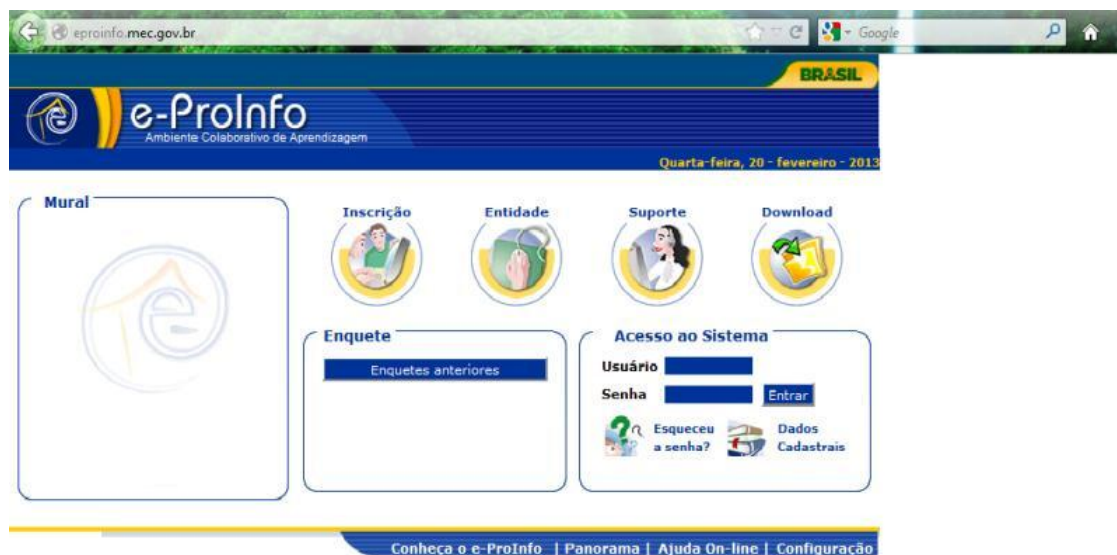 eproinfo.mec.gov.br
Google
BRASIL
e-ProInfo
Ambiente Colaborativo de Aprendizagem
Quarta-feira, 20 - fevereiro - 2013
Mural
Inscrição
Entidade
Suporte
Download
Enquete
Enquetes anteriores
Acesso ao Sistema
Usuário
Senha
Entrar
Esqueceu
a senha?
Dados
Cadastrais
Conheça o e-ProInfo | Panorama | Ajuda On-line | Configuração